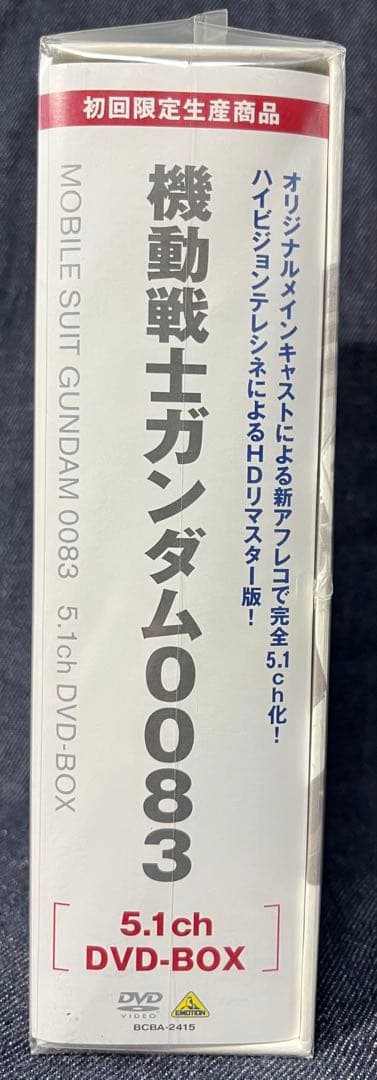 初回限定生産商品
オリジナルメインキャストによる新アフレコで完全5.1ch化!
ハイビジョンテレシネによるHDリマスター版!
機動戦士ガンダム0083
MOBILE SUIT GUNDAM 0083 5.1ch DVD-BOX
5.1ch
DVD-BOX
DVD
VIDEO
EMOTION
BCBA-2415